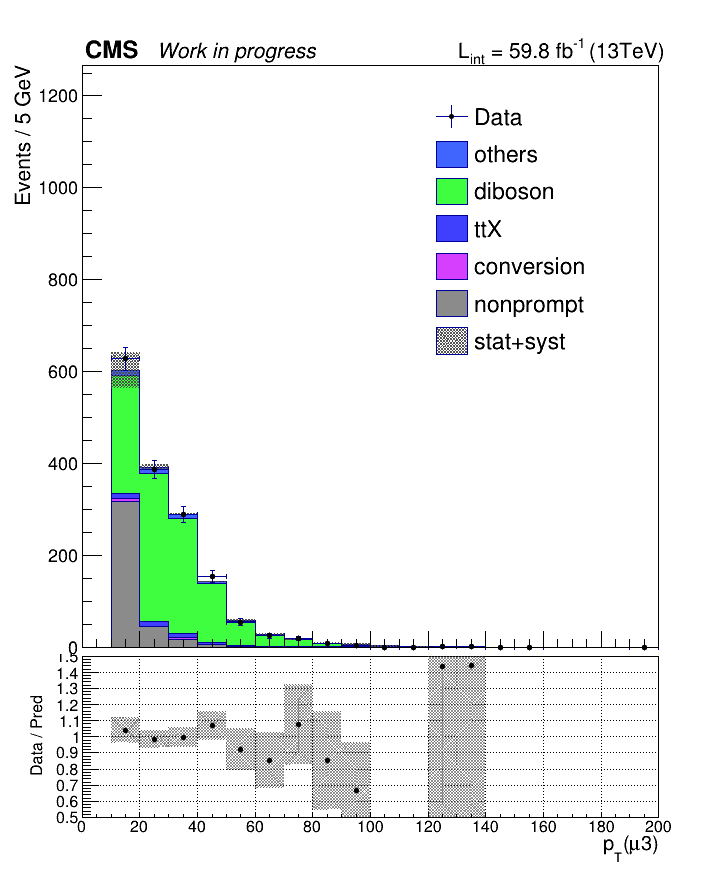 CMS Work in progress L_int = 59.8 fb⁻¹ (13TeV)
Events / 5 GeV
1200
1000
800
600
400
200
0
Data
others
diboson
ttX
conversion
nonprompt
stat+syst
Data / Pred
1.5
1.4
1.3
1.2
1.1
1
0.9
0.8
0.7
0.6
0.5
0 20 40 60 80 100 120 140 160 180 200
p_T(μ3)